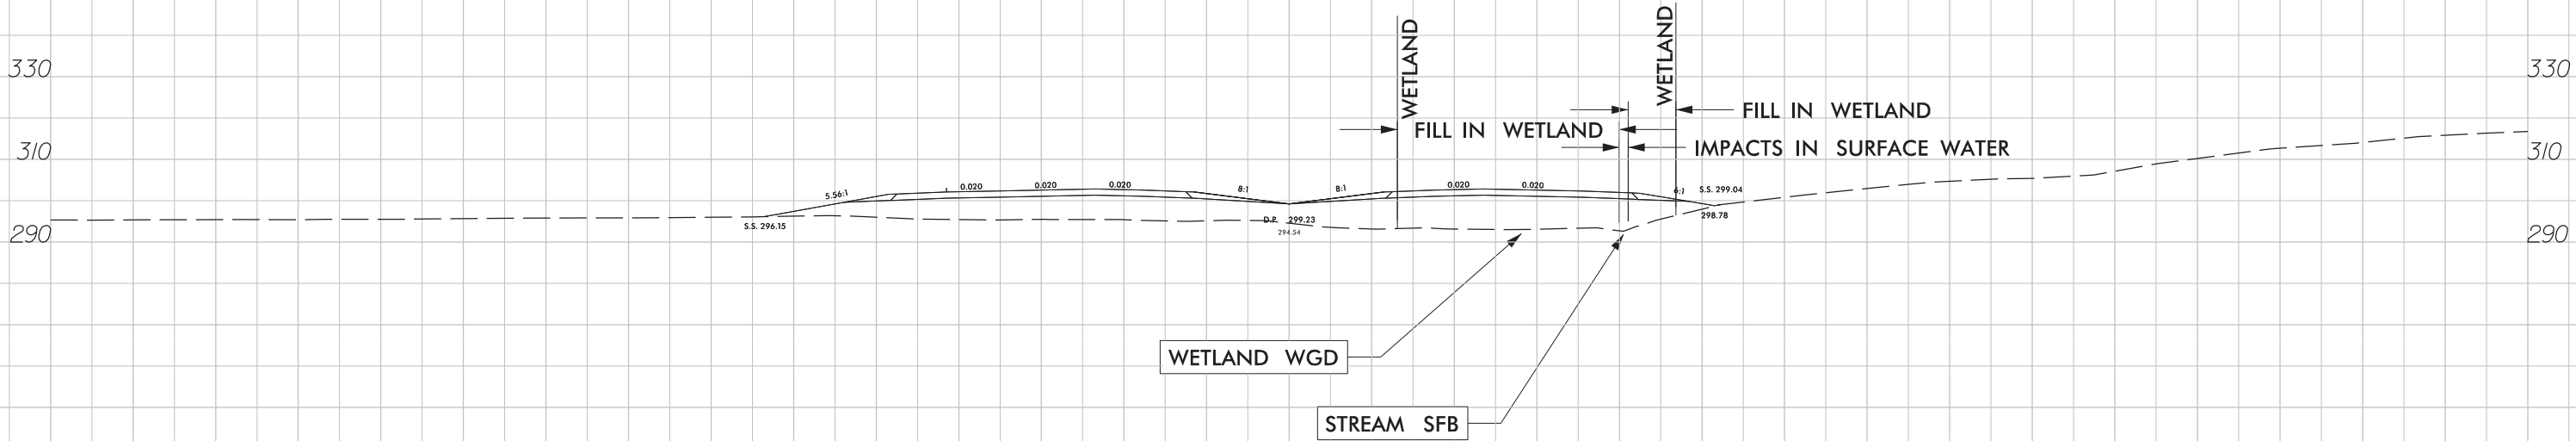 WETLAND
WETLAND
330
330
FILL IN WETLAND
FILL IN WETLAND
IMPACTS IN SURFACE WATER
310
310
5.56:1
0.020
0.020
0.020
8:1
8:1
0.020
0.020
6:1
S.S. 299.04
S.S. 296.15
D.P. 299.23
294.54
298.78
290
290
WETLAND WGD
STREAM SFB